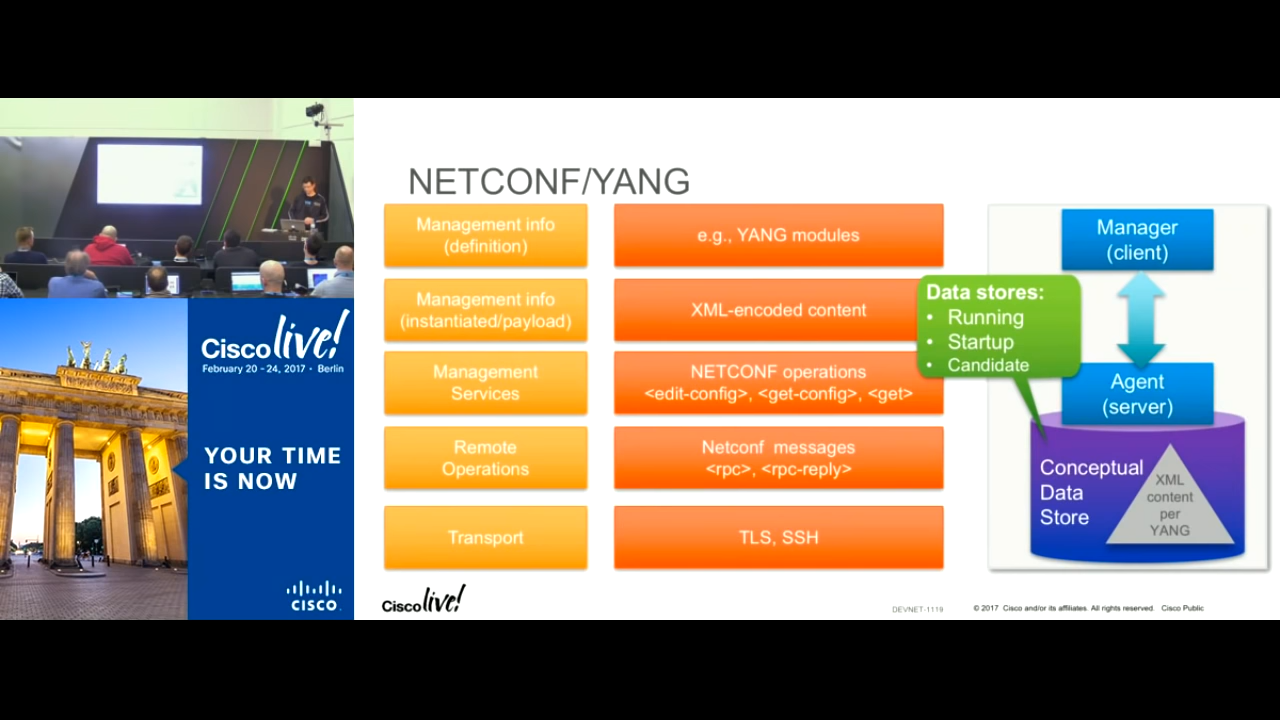 Cisco live!
February 20 - 24, 2017 • Berlin
YOUR TIME
IS NOW
CISCO
NETCONF/YANG
Management info
(definition)
e.g., YANG modules
Management info
(instantiated/payload)
XML-encoded content
Management
Services
NETCONF operations
<edit-config>, <get-config>, <get>
Remote
Operations
Netconf messages
<rpc>, <rpc-reply>
Transport
TLS, SSH
Manager
(client)
Data stores:
• Running
• Startup
• Candidate
Agent
(server)
Conceptual
Data
Store
XML
content
per
YANG
Cisco live!
DEVNET-1119
© 2017 Cisco and/or its affiliates. All rights reserved. Cisco Public